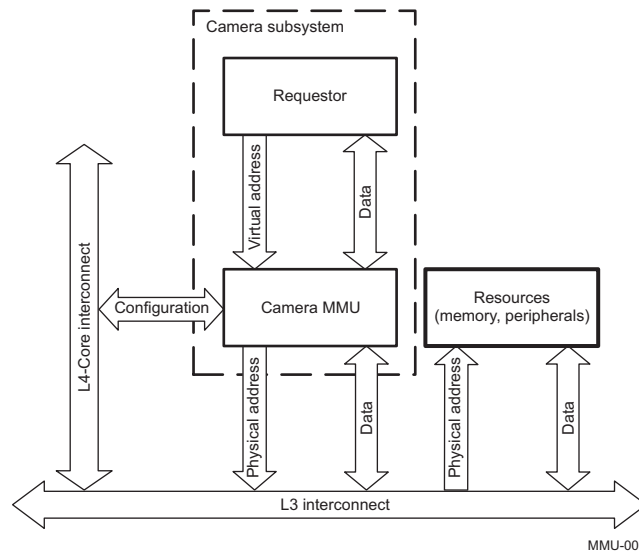 Camera subsystem
Requestor
Virtual address
Data
L4-Core interconnect
Configuration
Camera MMU
Resources
(memory, peripherals)
Physical address
Data
Physical address
Data
L3 interconnect
MMU-00